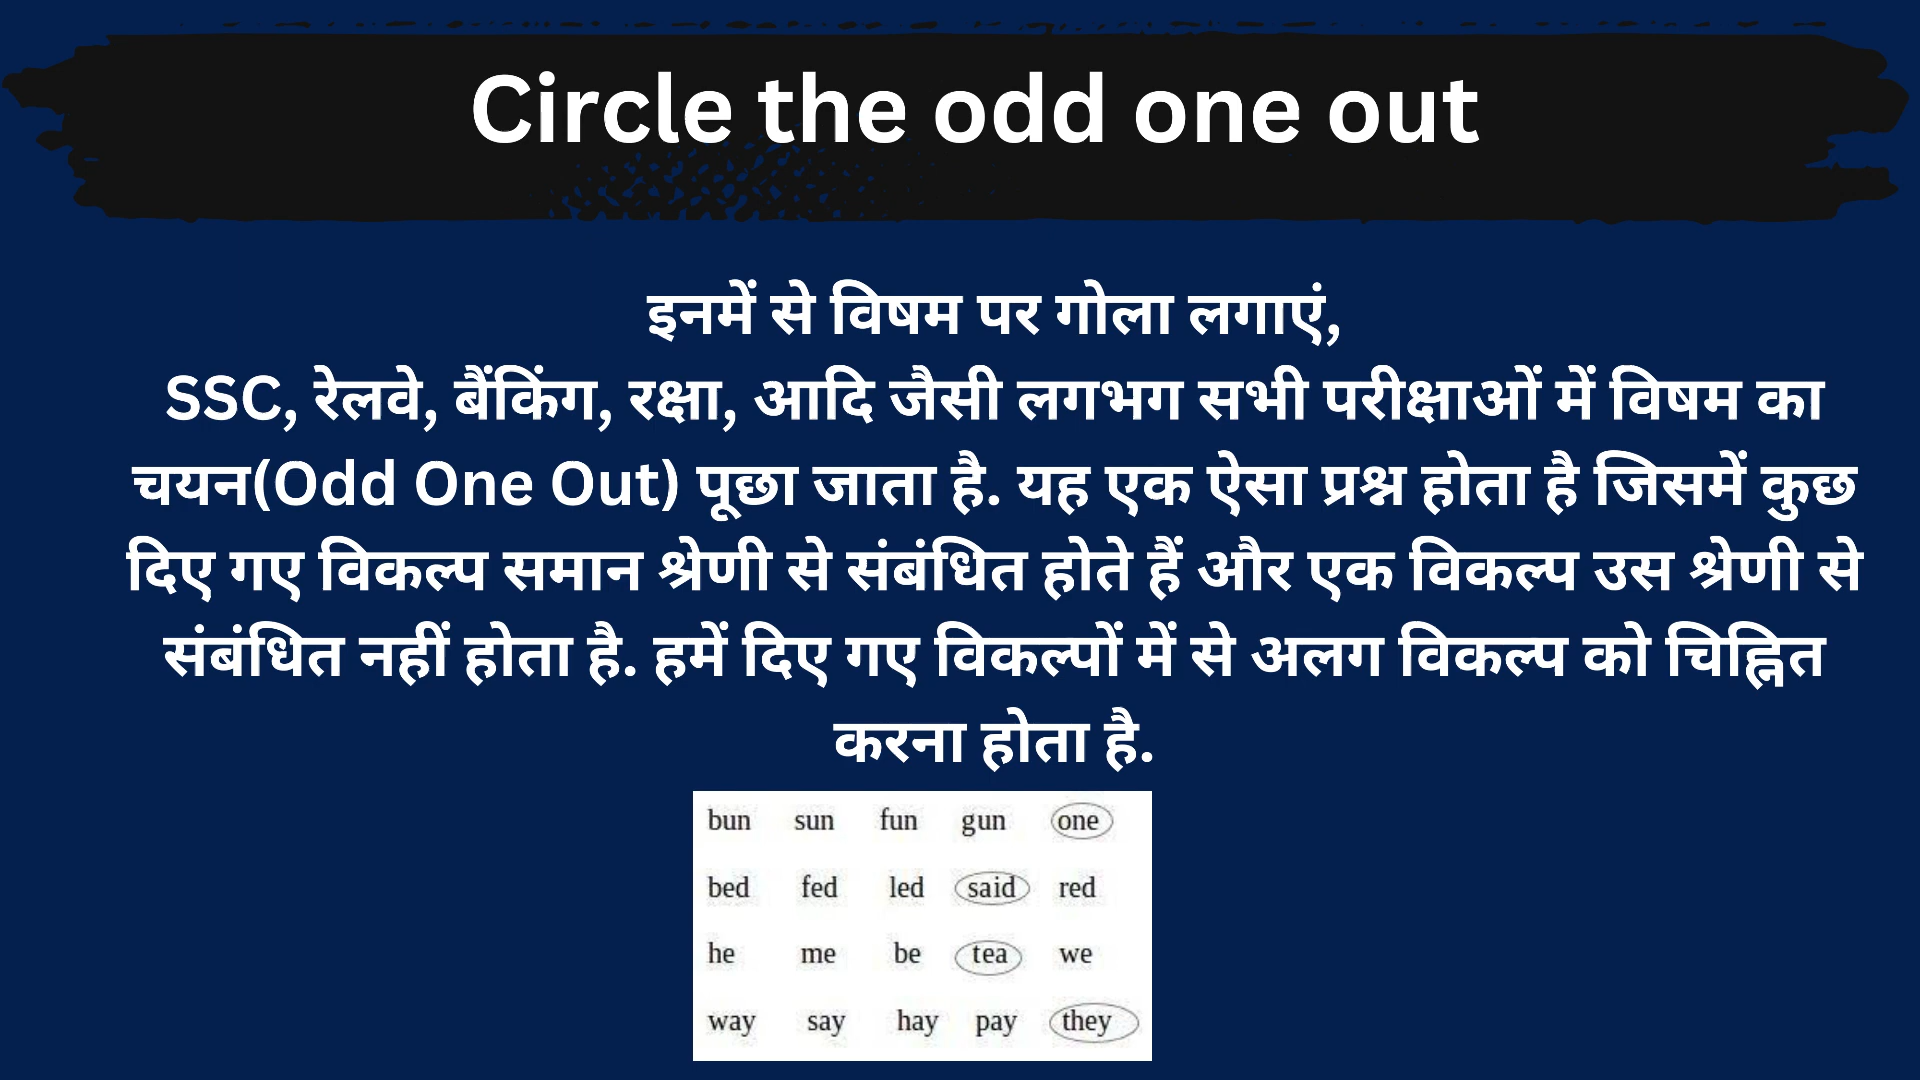 Circle the odd one out
इनमें से विषम पर गोला लगाएं,
SSC, रेलवे, बैंकिंग, रक्षा, आदि जैसी लगभग सभी परीक्षाओं में विषम का
चयन(Odd One Out) पूछा जाता है. यह एक ऐसा प्रश्न होता है जिसमें कुछ
दिए गए विकल्प समान श्रेणी से संबंधित होते हैं और एक विकल्प उस श्रेणी से
संबंधित नहीं होता है. हमें दिए गए विकल्पों में से अलग विकल्प को चिह्नित
करना होता है.
bun sun fun gun one
bed fed led said red
he me be tea we
way say hay pay they